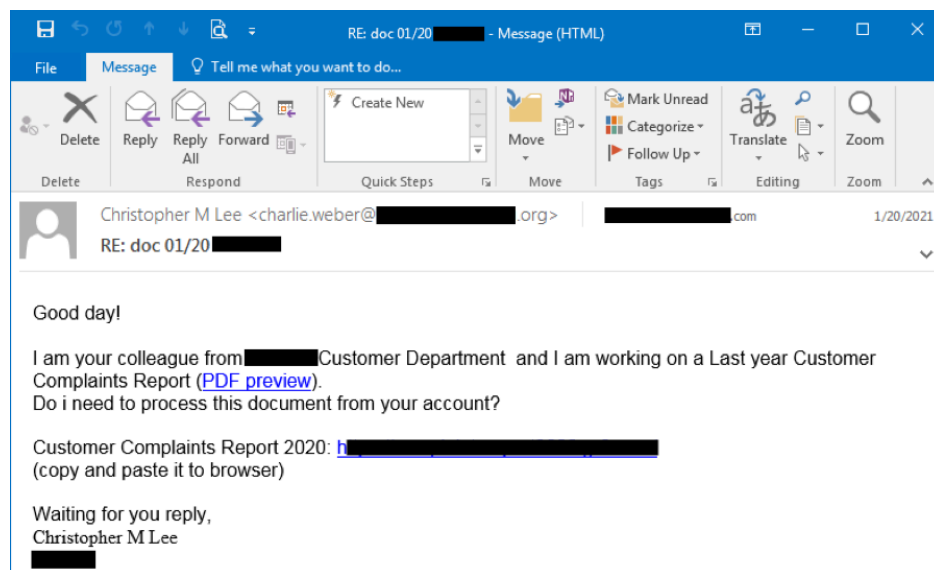 RE: doc 01/20 - Message (HTML)
File Message Tell me what you want to do...
Delete Reply Reply All Forward Create New Move Mark Unread Categorize Follow Up Translate Zoom
Delete Respond Quick Steps Move Tags Editing Zoom
Christopher M Lee <charlie.weber@ .org> .com 1/20/2021
RE: doc 01/20
Good day!
I am your colleague from Customer Department and I am working on a Last year Customer
Complaints Report (PDF preview).
Do i need to process this document from your account?
Customer Complaints Report 2020: h
(copy and paste it to browser)
Waiting for you reply,
Christopher M Lee